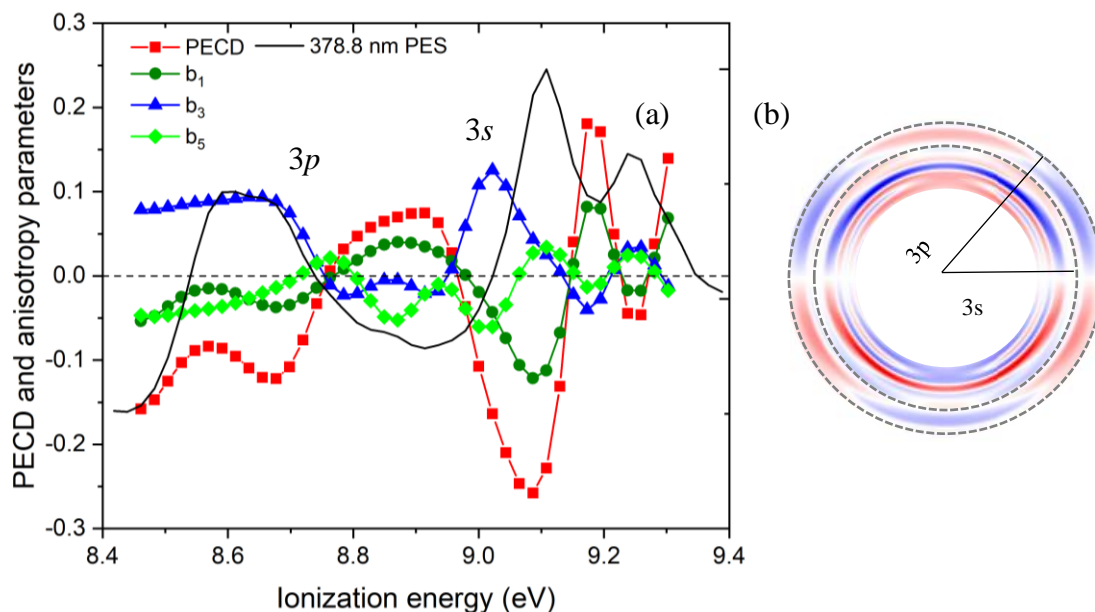 PECD and anisotropy parameters
0.3
0.2
0.1
0.0
-0.1
-0.2
-0.3
PECD
378.8 nm PES
b₁
b₃
b₅
3p
3s
(a)
8.4
8.6
8.8
9.0
9.2
9.4
Ionization energy (eV)
(b)
3p
3s